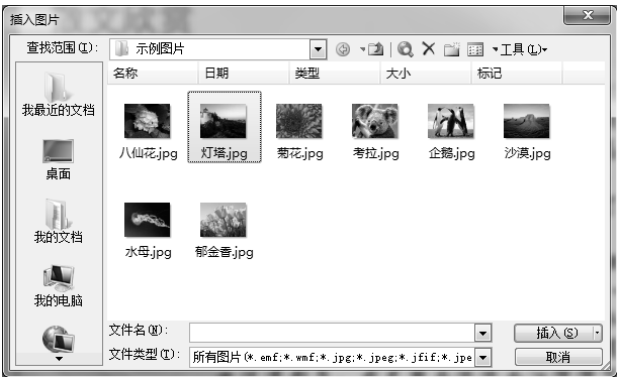 插入图片
查找范围(I): 示例图片 工具(L)
名称 日期 类型 大小 标记
我最近的文档
桌面
我的文档
我的电脑
八仙花.jpg 灯塔.jpg 菊花.jpg 考拉.jpg 企鹅.jpg 沙漠.jpg
水母.jpg 郁金香.jpg
文件名(N): 插入(S)
文件类型(T): 所有图片(*.emf;*.wmf;*.jpg;*.jpeg;*.jfif;*.jpe 取消